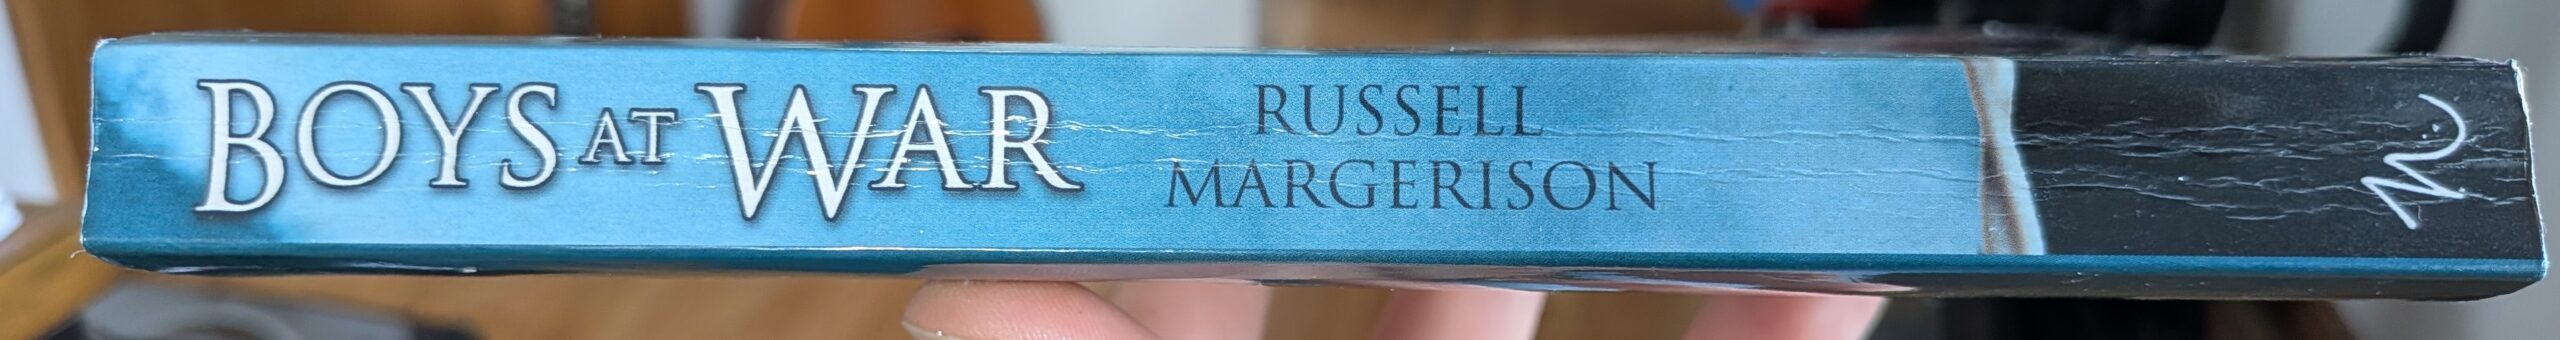 BOYS AT WAR
RUSSELL
MARGERISON